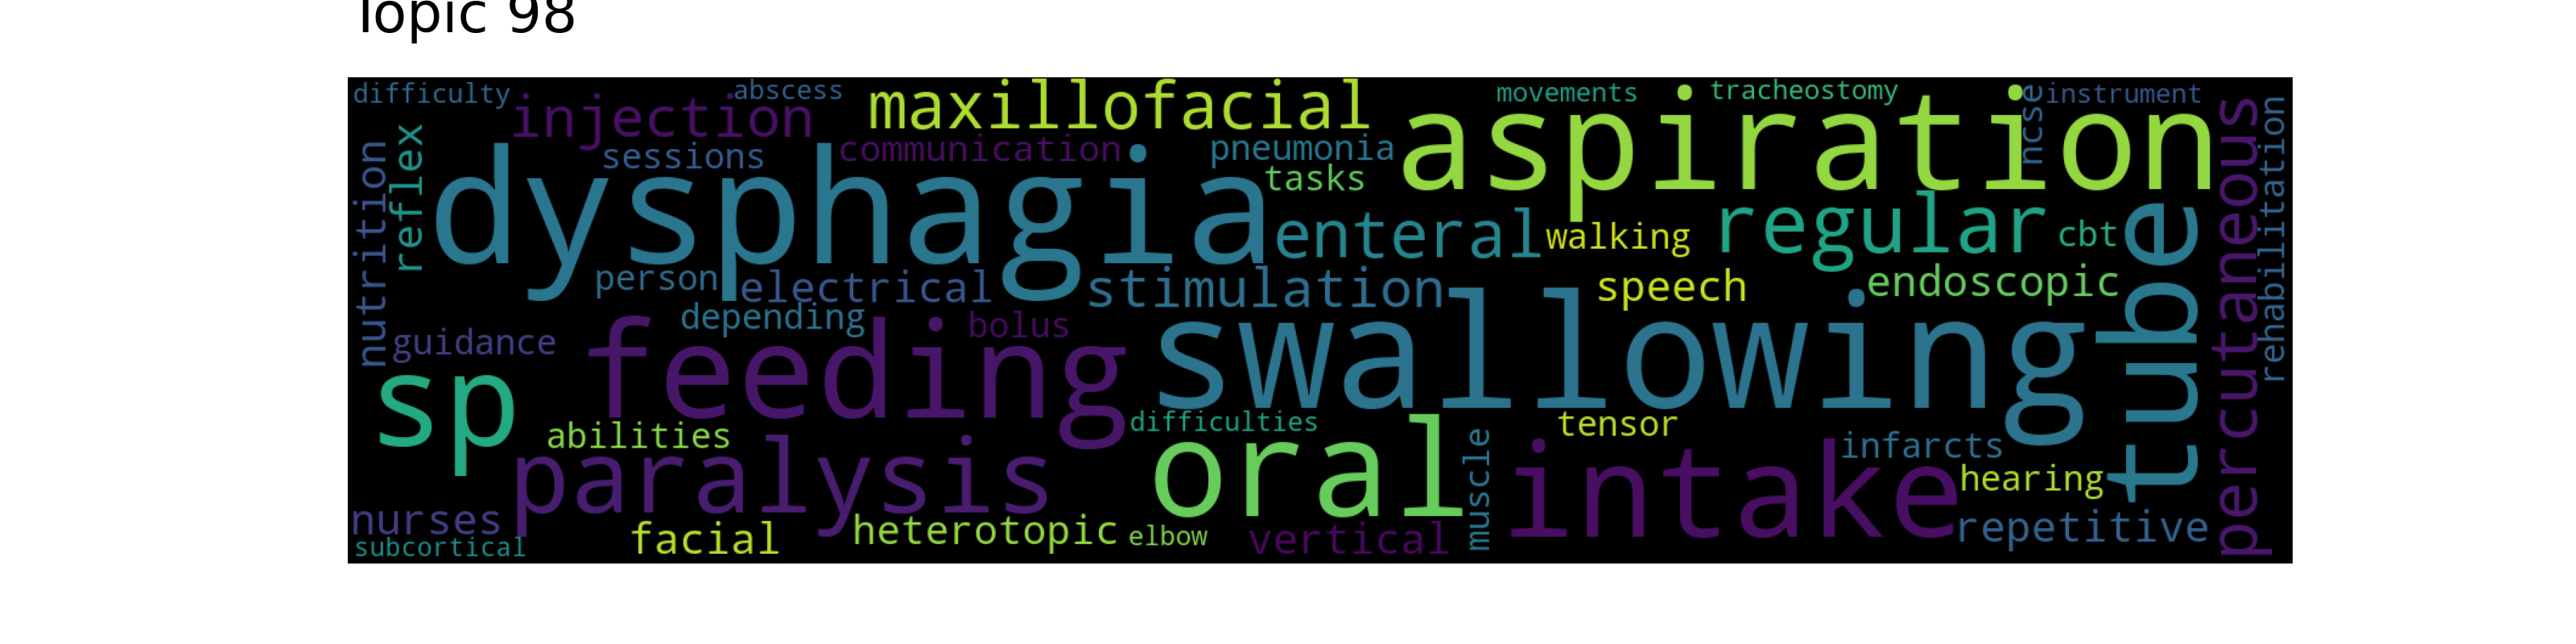 Topic 98
difficulty
injection
abscess
maxillofacial
movements
tracheostomy
instrument
ncse
aspiration
percutaneous
rehabilitation
nutrition
reflex
sessions
communication
pneumonia
tasks
dysphagia
enteral
walking
regular
cbt
tube
person
electrical
stimulation
speech
endoscopic
depending
bolus
guidance
feeding
swallowing
sp
abilities
difficulties
tensor
infarcts
paralysis
oral
muscle
intake
hearing
nurses
repetitive
subcortical
facial
heterotopic
elbow
vertical